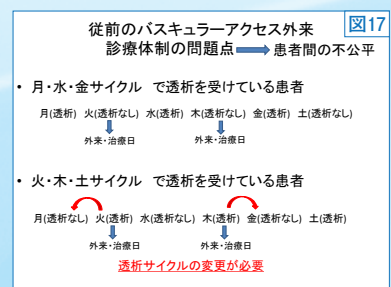 図17
従前のバスキュラーアクセス外来
診療体制の問題点 患者間の不公平
• 月・水・金サイクル で透析を受けている患者
月(透析) 火(透析なし) 水(透析) 木(透析なし) 金(透析) 土(透析なし)
外来・治療日 外来・治療日
• 火・木・土サイクル で透析を受けている患者
月(透析なし) 火(透析) 水(透析なし) 木(透析) 金(透析なし) 土(透析)
外来・治療日 外来・治療日
透析サイクルの変更が必要